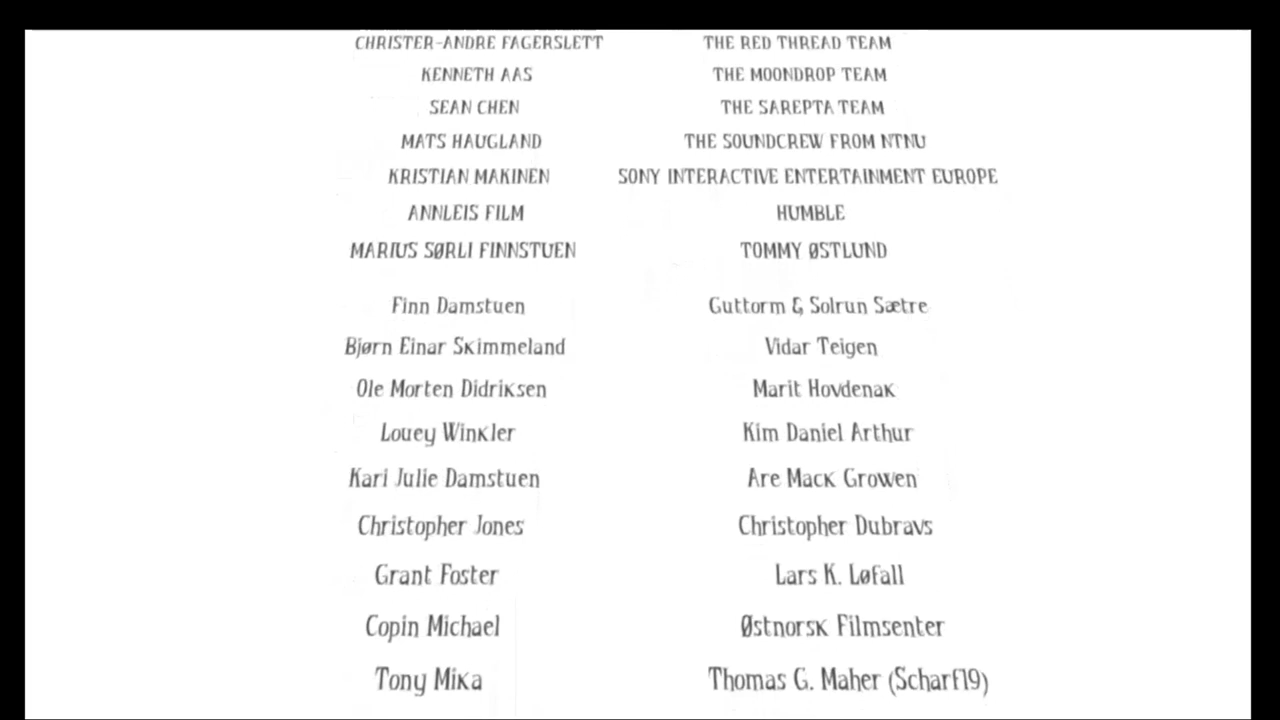 CHRISTER-ANDRE FAGERSLETT THE RED THREAD TEAM
KENNETH AAS THE MOONDROP TEAM
SEAN CHEN THE SAREPTA TEAM
MATS HAUGLAND THE SOUNDCREW FROM NTNU
KRISTIAN MAKINEN SONY INTERACTIVE ENTERTAINMENT EUROPE
ANNLEIS FILM HUMBLE
MARIUS SØRLI FINNSTUEN TOMMY ØSTLUND
Finn Damstuen Guttorm & Solrun Sætre
Bjørn Einar Skimmeland Vidar Teigen
Ole Morten Didriksen Marit Hovdenak
Louey Winkler Kim Daniel Arthur
Kari Julie Damstuen Are Mack Growen
Christopher Jones Christopher Dubravs
Grant Foster Lars K. Løfall
Copin Michael Østnorsk Filmsenter
Tony Mika Thomas G. Maher (Scharf19)